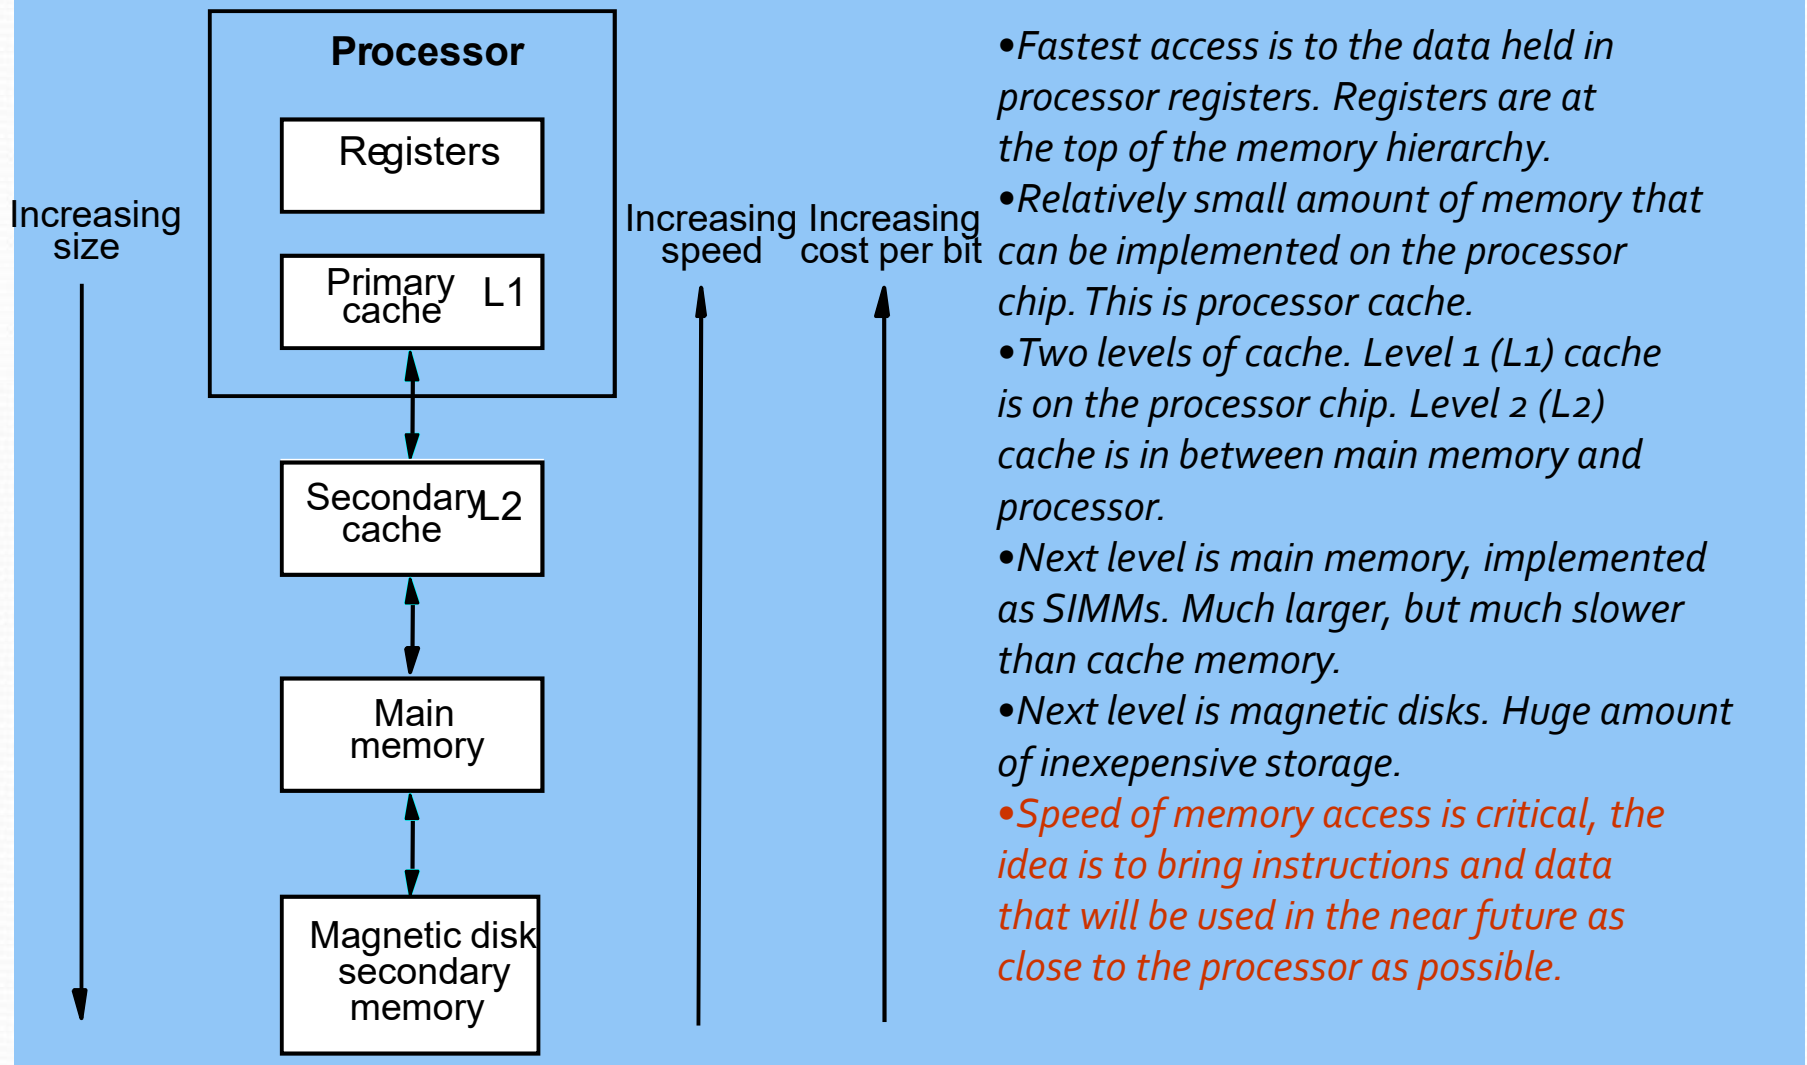 Processor
Registers
Increasing
size
Primary
cache
L1
Secondary
cache
L2
Main
memory
Magnetic disk
secondary
memory
Increasing
speed
Increasing
cost per bit
•Fastest access is to the data held in
processor registers. Registers are at
the top of the memory hierarchy.
•Relatively small amount of memory that
can be implemented on the processor
chip. This is processor cache.
•Two levels of cache. Level 1 (L1) cache
is on the processor chip. Level 2 (L2)
cache is in between main memory and
processor.
•Next level is main memory, implemented
as SIMMs. Much larger, but much slower
than cache memory.
•Next level is magnetic disks. Huge amount
of inexepensive storage.
•Speed of memory access is critical, the
idea is to bring instructions and data
that will be used in the near future as
close to the processor as possible.